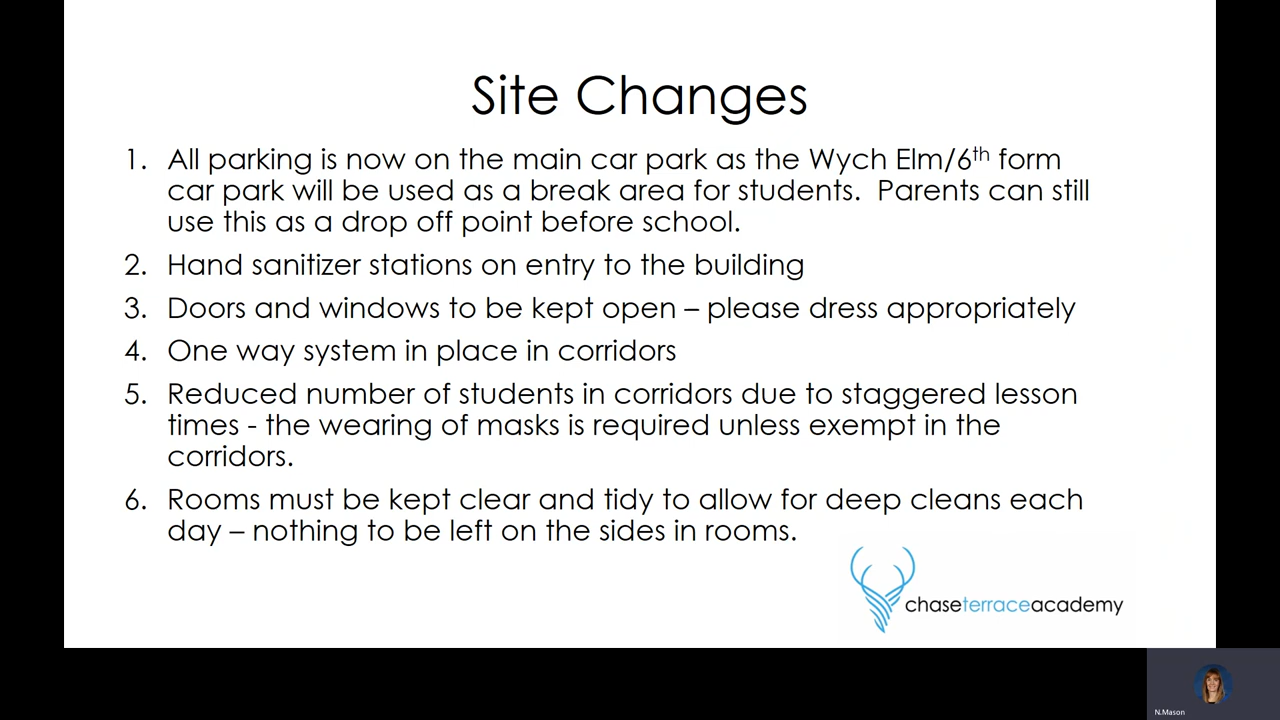 Site Changes
1. All parking is now on the main car park as the Wych Elm/6th form
car park will be used as a break area for students.  Parents can still
use this as a drop off point before school.
2. Hand sanitizer stations on entry to the building
3. Doors and windows to be kept open – please dress appropriately
4. One way system in place in corridors
5. Reduced number of students in corridors due to staggered lesson
times - the wearing of masks is required unless exempt in the
corridors.
6. Rooms must be kept clear and tidy to allow for deep cleans each
day – nothing to be left on the sides in rooms.
chaseterraceacademy
N.Mason